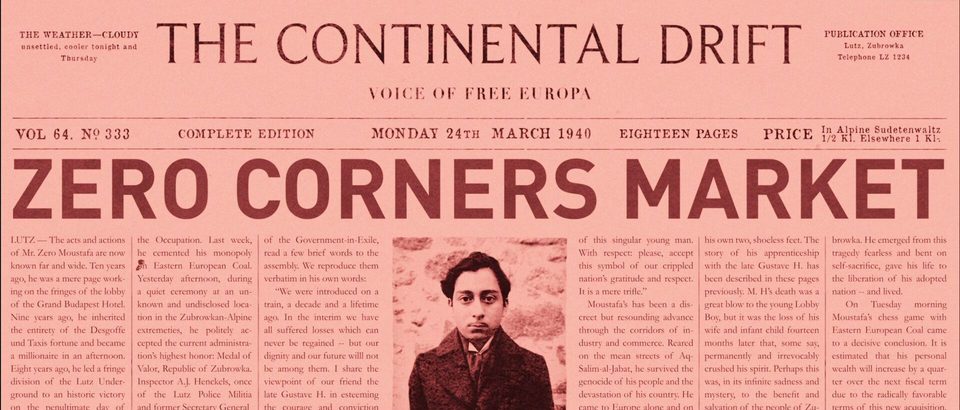 THE WEATHER—CLOUDY
unsettled, cooler tonight and
Thursday
THE CONTINENTAL DRIFT
PUBLICATION OFFICE
Lutz, Zubrowka
Telephone LZ 1234
VOICE OF FREE EUROPA
VOL 64. Nº 333
COMPLETE EDITION
MONDAY 24TH MARCH 1940
EIGHTEEN PAGES
PRICE
In Alpine Sudetenwaltz
1/2 Kl. Elsewhere 1 Kl.
ZERO CORNERS MARKET
LUTZ — The acts and actions
of Mr. Zero Moustafa are now
known far and wide. Ten years
ago, he was a mere page work-
ing on the fringes of the lobby
of the Grand Budapest Hotel.
Nine years ago, he inherited
the entirety of the Desgoffe
und Taxis fortune and became
a millionaire in an afternoon.
Eight years ago, he led a fringe
division of the Lutz Under-
ground to an historic victory
on the penultimate day of
the Occupation. Last week,
he cemented his monopoly
in Eastern European Coal.
Yesterday afternoon, during
a quiet ceremony at an un-
known and undisclosed loca-
tion in the Zubrowkan-Alpine
extremeties, he politely ac-
cepted the current administra-
tion's highest honor: Medal of
Valor, Republic of Zubrowka.
Inspector A.J. Henckels, once
of the Lutz Police Militia
and former Secretary General
of the Government-in-Exile,
read a few brief words to the
assembly. We reproduce them
verbatim in his own words:
"We were introduced on a
train, a decade and a lifetime
ago. In the interim we have
all suffered losses which can
never be regained -- but our
dignity and our future will not
be among them. I share the
viewpoint of our friend the
late Gustave H. in esteeming
the courage and conviction
of this singular young man.
With respect: please, accept
this symbol of our crippled
nation's gratitude and respect.
It is a mere trifle."
Moustafa's has been a dis-
creet but resounding advance
through the corridors of in-
dustry and commerce. Reared
on the mean streets of Aq-
Salim-al-Jabat, he survived the
genocide of his people and the
devastation of his country. He
came to Europe alone and on
his own two, shoeless feet. The
story of his apprenticeship
with the late Gustave H. has
been described in these pages
previously. M. H's death was a
great blow to the young Lobby
Boy, but it was the loss of his
wife and infant child fourteen
months later that, some say,
permanently and irrevocably
crushed his spirit. Perhaps this
was, in its infinite sadness and
mystery, to the benefit and
salvation of the people of Zu-
browka. He emerged from this
tragedy fearless and bent on
self-sacrifice, gave his life to
the liberation of his adopted
nation -- and lived.
On Tuesday morning
Moustafa's chess game with
Eastern European Coal came
to a decisive conclusion. It is
estimated that his personal
wealth will increase by a quar-
ter over the next fiscal term
due to the radically favorable
terms of this new acquisition.